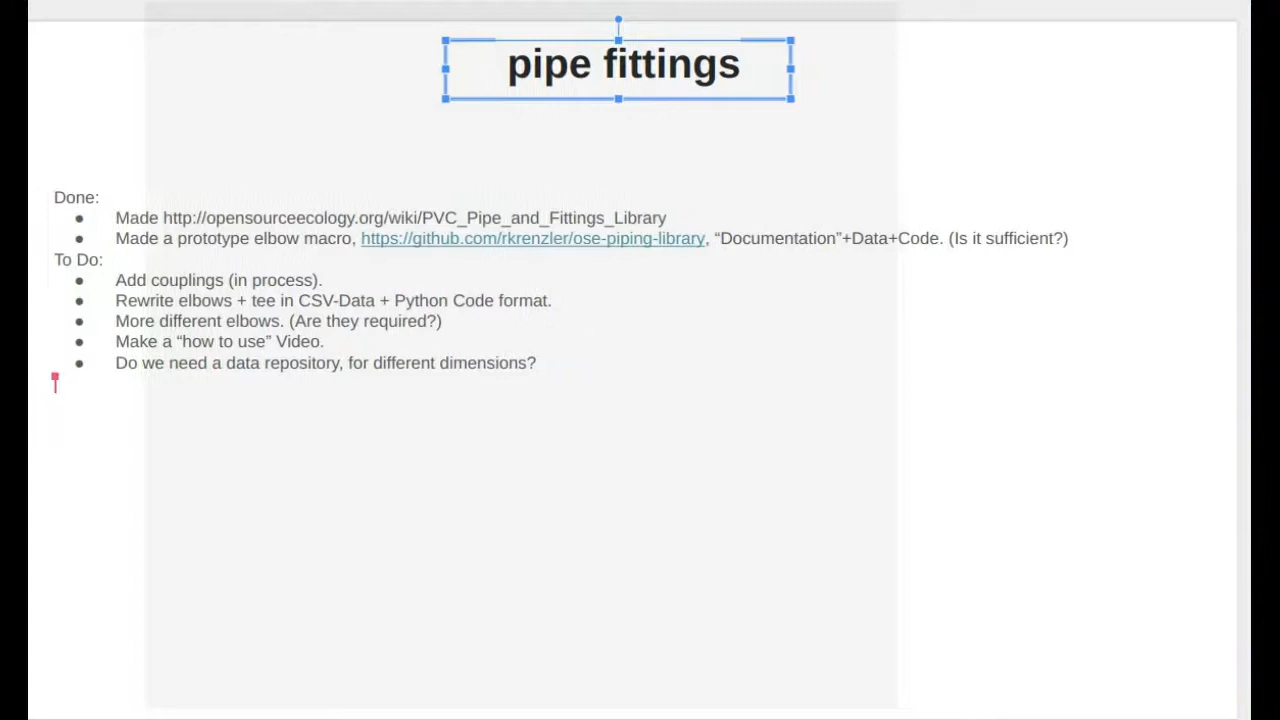 pipe fittings
Done:
● Made http://opensourceecology.org/wiki/PVC_Pipe_and_Fittings_Library
● Made a prototype elbow macro, https://github.com/rkrenzler/ose-piping-library, “Documentation”+Data+Code. (Is it sufficient?)
To Do:
● Add couplings (in process).
● Rewrite elbows + tee in CSV-Data + Python Code format.
● More different elbows. (Are they required?)
● Make a “how to use” Video.
● Do we need a data repository, for different dimensions?